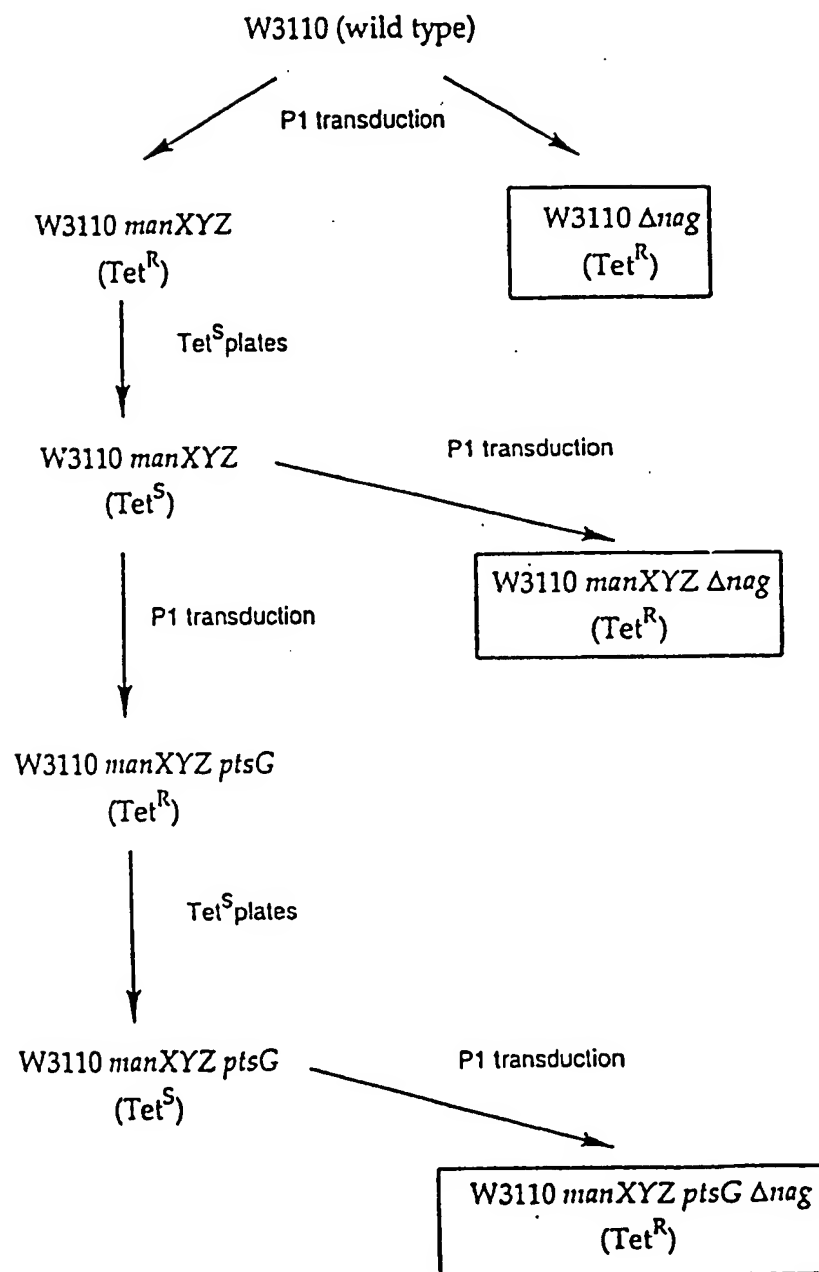 W3110 (wild type)
P1 transduction
W3110 manXYZ
(Tet^R)
W3110 Δnag
(Tet^R)
Tet^S plates
W3110 manXYZ
(Tet^S)
P1 transduction
W3110 manXYZ Δnag
(Tet^R)
P1 transduction
W3110 manXYZ ptsG
(Tet^R)
Tet^S plates
W3110 manXYZ ptsG
(Tet^S)
P1 transduction
W3110 manXYZ ptsG Δnag
(Tet^R)